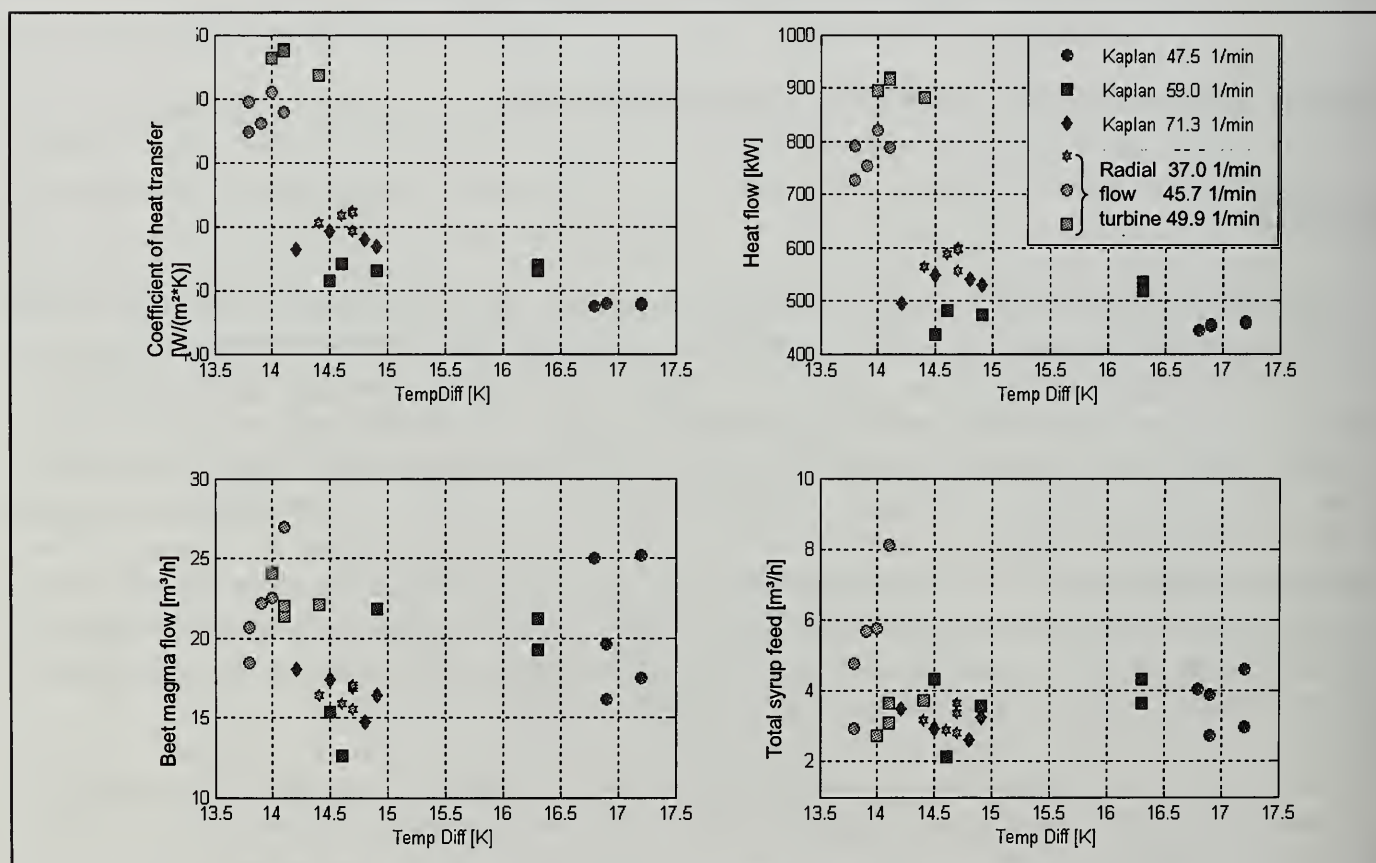 Coefficient of heat transfer
[W/(m²*K)]
13.5 14 14.5 15 15.5 16 16.5 17 17.5
TempDiff [K]
Heat flow [kW]
1000
900
800
700
600
500
400
13.5 14 14.5 15 15.5 16 16.5 17 17.5
Temp Diff [K]
Kaplan 47.5 1/min
Kaplan 59.0 1/min
Kaplan 71.3 1/min
Radial 37.0 1/min
flow 45.7 1/min
turbine 49.9 1/min
Beet magma flow [m³/h]
30
25
20
15
10
13.5 14 14.5 15 15.5 16 16.5 17 17.5
Temp Diff [K]
Total syrup feed [m³/h]
10
8
6
4
2
13.5 14 14.5 15 15.5 16 16.5 17 17.5
Temp Diff [K]